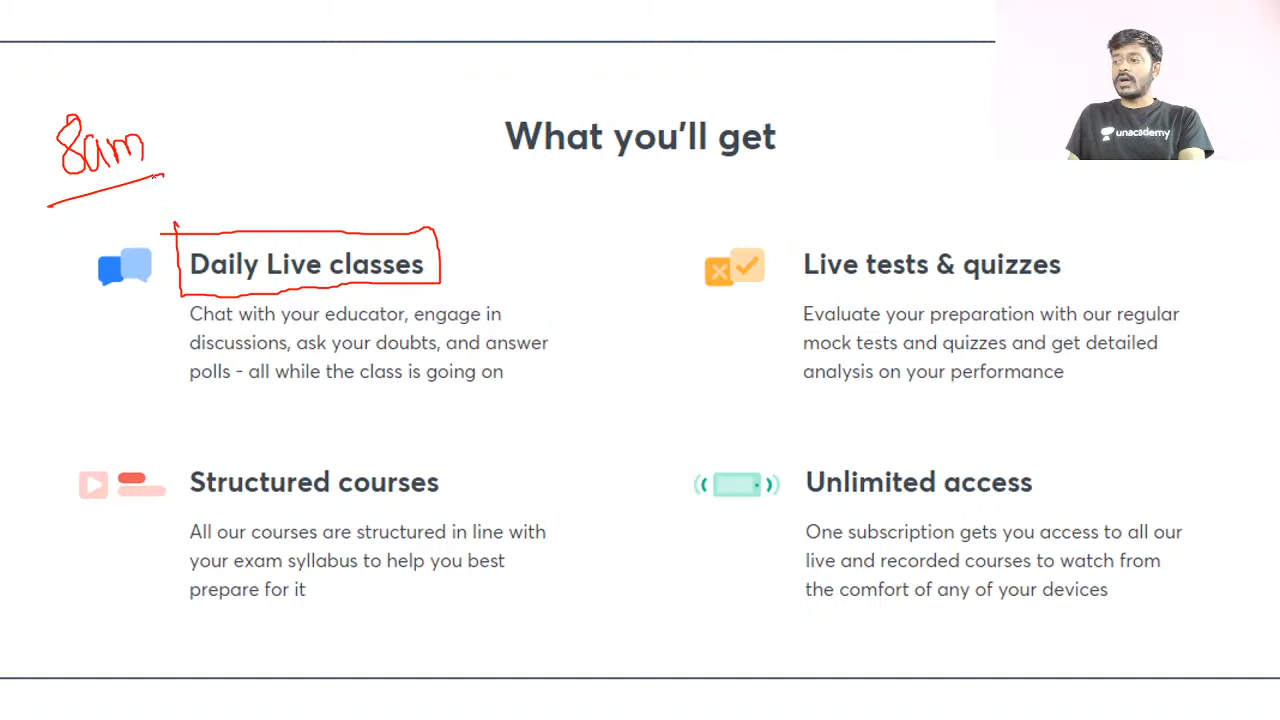 unacademy
8am
What you'll get
Daily Live classes
Chat with your educator, engage in
discussions, ask your doubts, and answer
polls - all while the class is going on
Live tests & quizzes
Evaluate your preparation with our regular
mock tests and quizzes and get detailed
analysis on your performance
Structured courses
All our courses are structured in line with
your exam syllabus to help you best
prepare for it
Unlimited access
One subscription gets you access to all our
live and recorded courses to watch from
the comfort of any of your devices